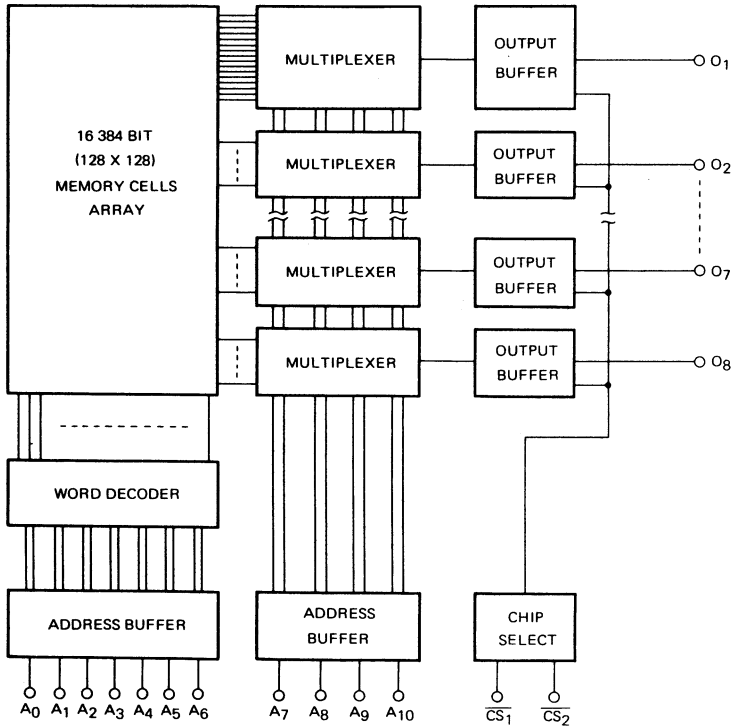 16 384 BIT
(128 X 128)
MEMORY CELLS
ARRAY
MULTIPLEXER
OUTPUT
BUFFER
O1
MULTIPLEXER
OUTPUT
BUFFER
O2
MULTIPLEXER
OUTPUT
BUFFER
O7
MULTIPLEXER
OUTPUT
BUFFER
O8
WORD DECODER
ADDRESS BUFFER
ADDRESS
BUFFER
CHIP
SELECT
A0 A1 A2 A3 A4 A5 A6
A7 A8 A9 A10
C̅S̅1 C̅S̅2